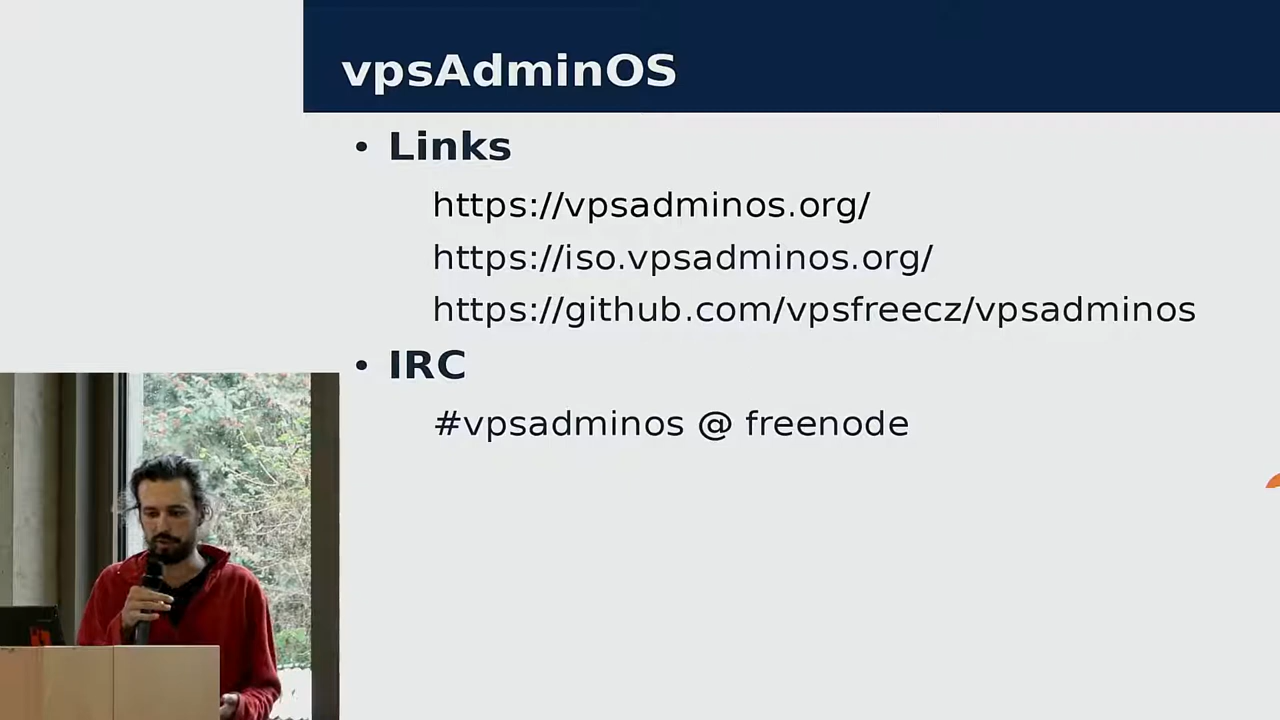 vpsAdminOS
• Links
https://vpsadminos.org/
https://iso.vpsadminos.org/
https://github.com/vpsfreecz/vpsadminos
• IRC
#vpsadminos @ freenode